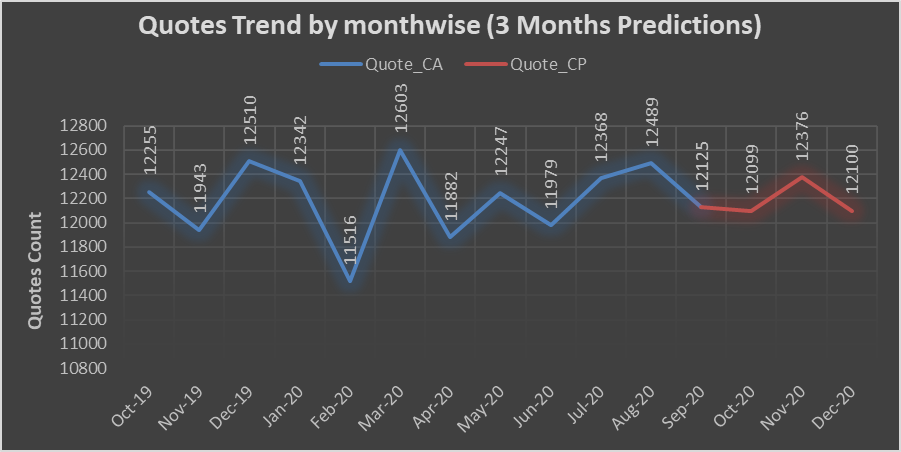 Quotes Trend by monthwise (3 Months Predictions)
Quote_CA Quote_CP
Quotes Count
12800
12600
12400
12200
12000
11800
11600
11400
11200
11000
10800
12255
11943
12510
12342
11516
12603
11882
12247
11979
12368
12489
12125
12099
12376
12100
Oct-19
Nov-19
Dec-19
Jan-20
Feb-20
Mar-20
Apr-20
May-20
Jun-20
Jul-20
Aug-20
Sep-20
Oct-20
Nov-20
Dec-20